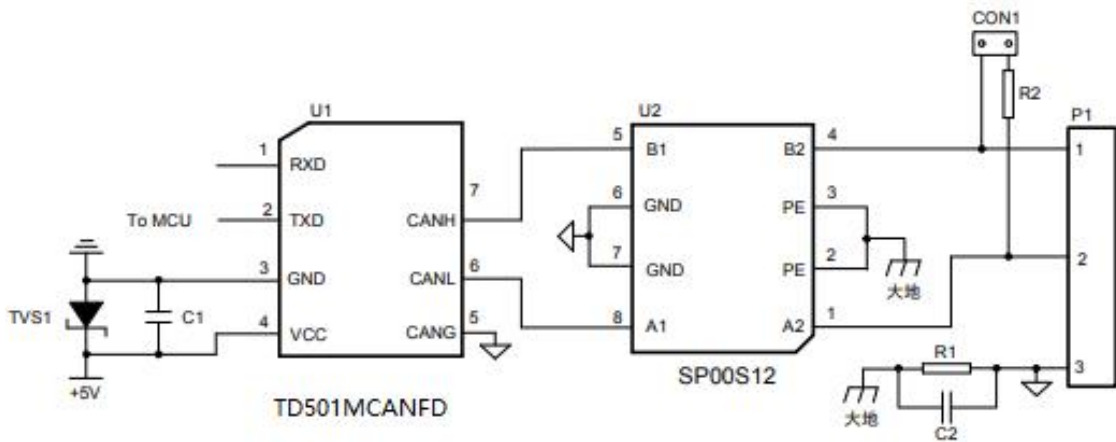 CON1
R2
P1
U1
U2
1 RXD
2 TXD
To MCU
3 GND
4 VCC
7
CANH
6
CANL
5
CANG
TVS1
C1
+5V
TD501MCANFD
5 B1
6 GND
7 GND
8 A1
B2 4
PE 3
PE 2
A2 1
大地
SP00S12
1
2
3
R1
C2
大地